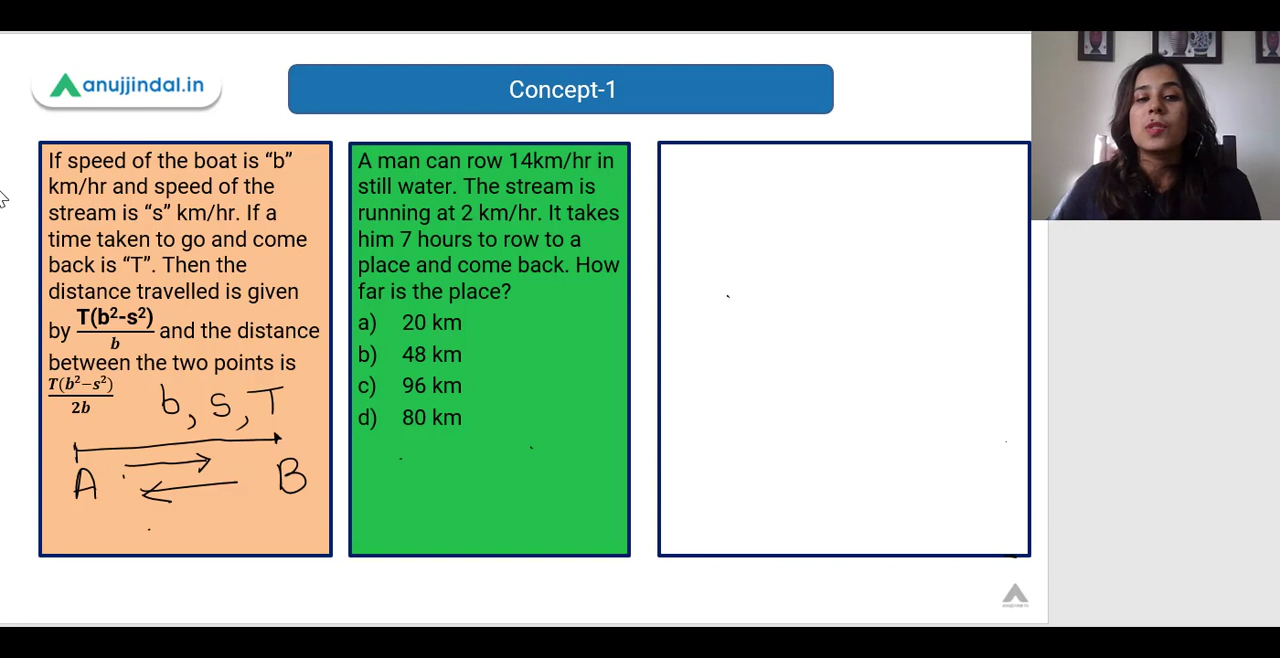 anujjindal.in
Concept-1
If speed of the boat is “b”
km/hr and speed of the
stream is “s” km/hr. If a
time taken to go and come
back is “T”. Then the
distance travelled is given
by T(b²-s²)/b and the distance
between the two points is
T(b²−s²)/2b
b, s, T
A B
A man can row 14km/hr in
still water. The stream is
running at 2 km/hr. It takes
him 7 hours to row to a
place and come back. How
far is the place?
a) 20 km
b) 48 km
c) 96 km
d) 80 km